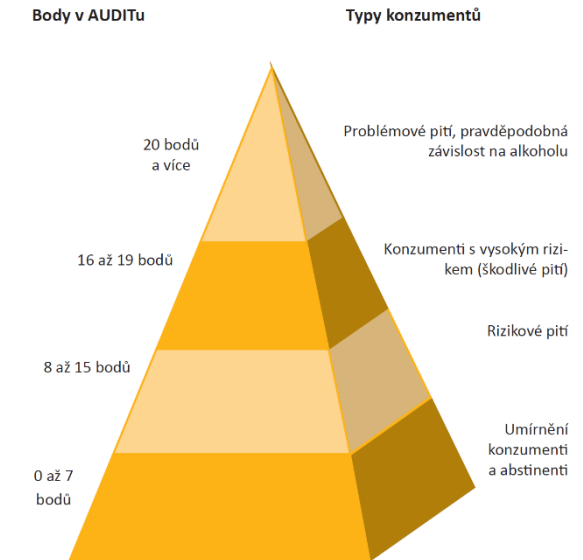 Body v AUDITu
Typy konzumentů
20 bodů
a více
Problémové pití, pravděpodobná
závislost na alkoholu
16 až 19 bodů
Konzumenti s vysokým rizi-
kem (škodlivé pití)
8 až 15 bodů
Rizikové pití
0 až 7
bodů
Umírnění
konzumenti
a abstinenti